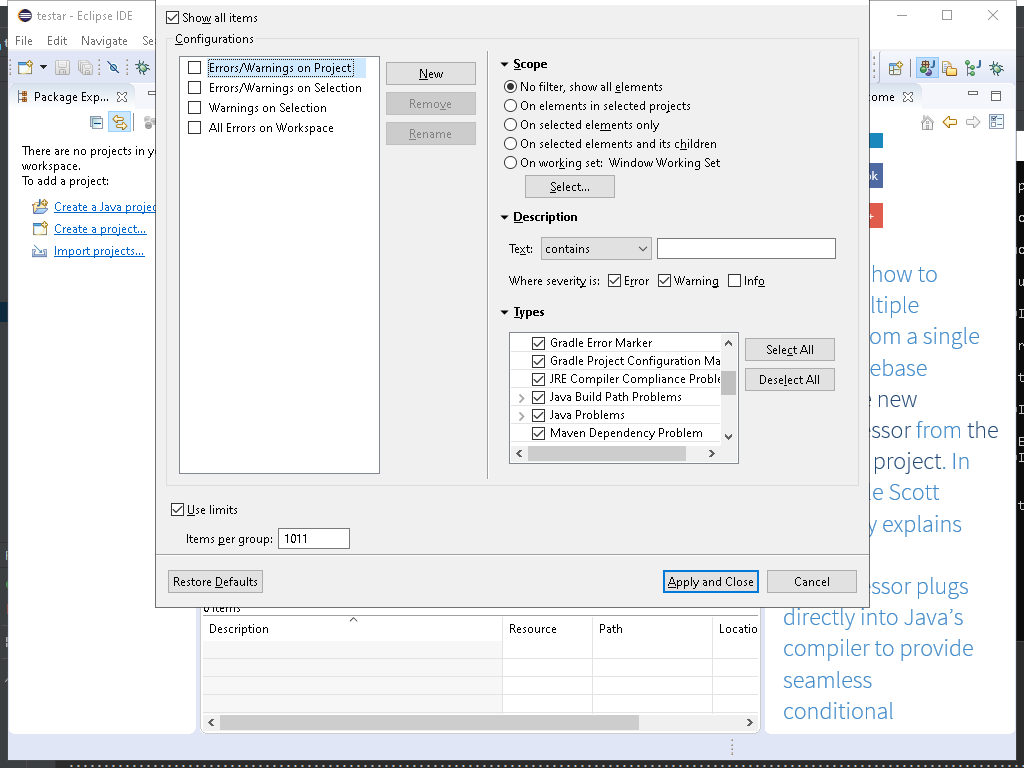 testar - Eclipse IDE
File Edit Navigate Se
Package Exp...
There are no projects in y
workspace.
To add a project:
Create a Java projec
Create a project...
Import projects...
Show all items
Configurations
Errors/Warnings on Project
Errors/Warnings on Selection
Warnings on Selection
All Errors on Workspace
New
Remove
Rename
Scope
No filter, show all elements
On elements in selected projects
On selected elements only
On selected elements and its children
On working set: Window Working Set
Select...
Description
Text: contains
Where severity is: Error Warning Info
Types
Gradle Error Marker
Gradle Project Configuration Ma
JRE Compiler Compliance Proble
Java Build Path Problems
Java Problems
Maven Dependency Problem
Select All
Deselect All
Use limits
Items per group: 1011
Restore Defaults
Apply and Close
Cancel
0 items
Description Resource Path Locatio
ome
ok
+
how to
ltiple
om a single
ebase
e new
essor from the
project. In
le Scott
y explains
essor plugs
directly into Java's
compiler to provide
seamless
conditional